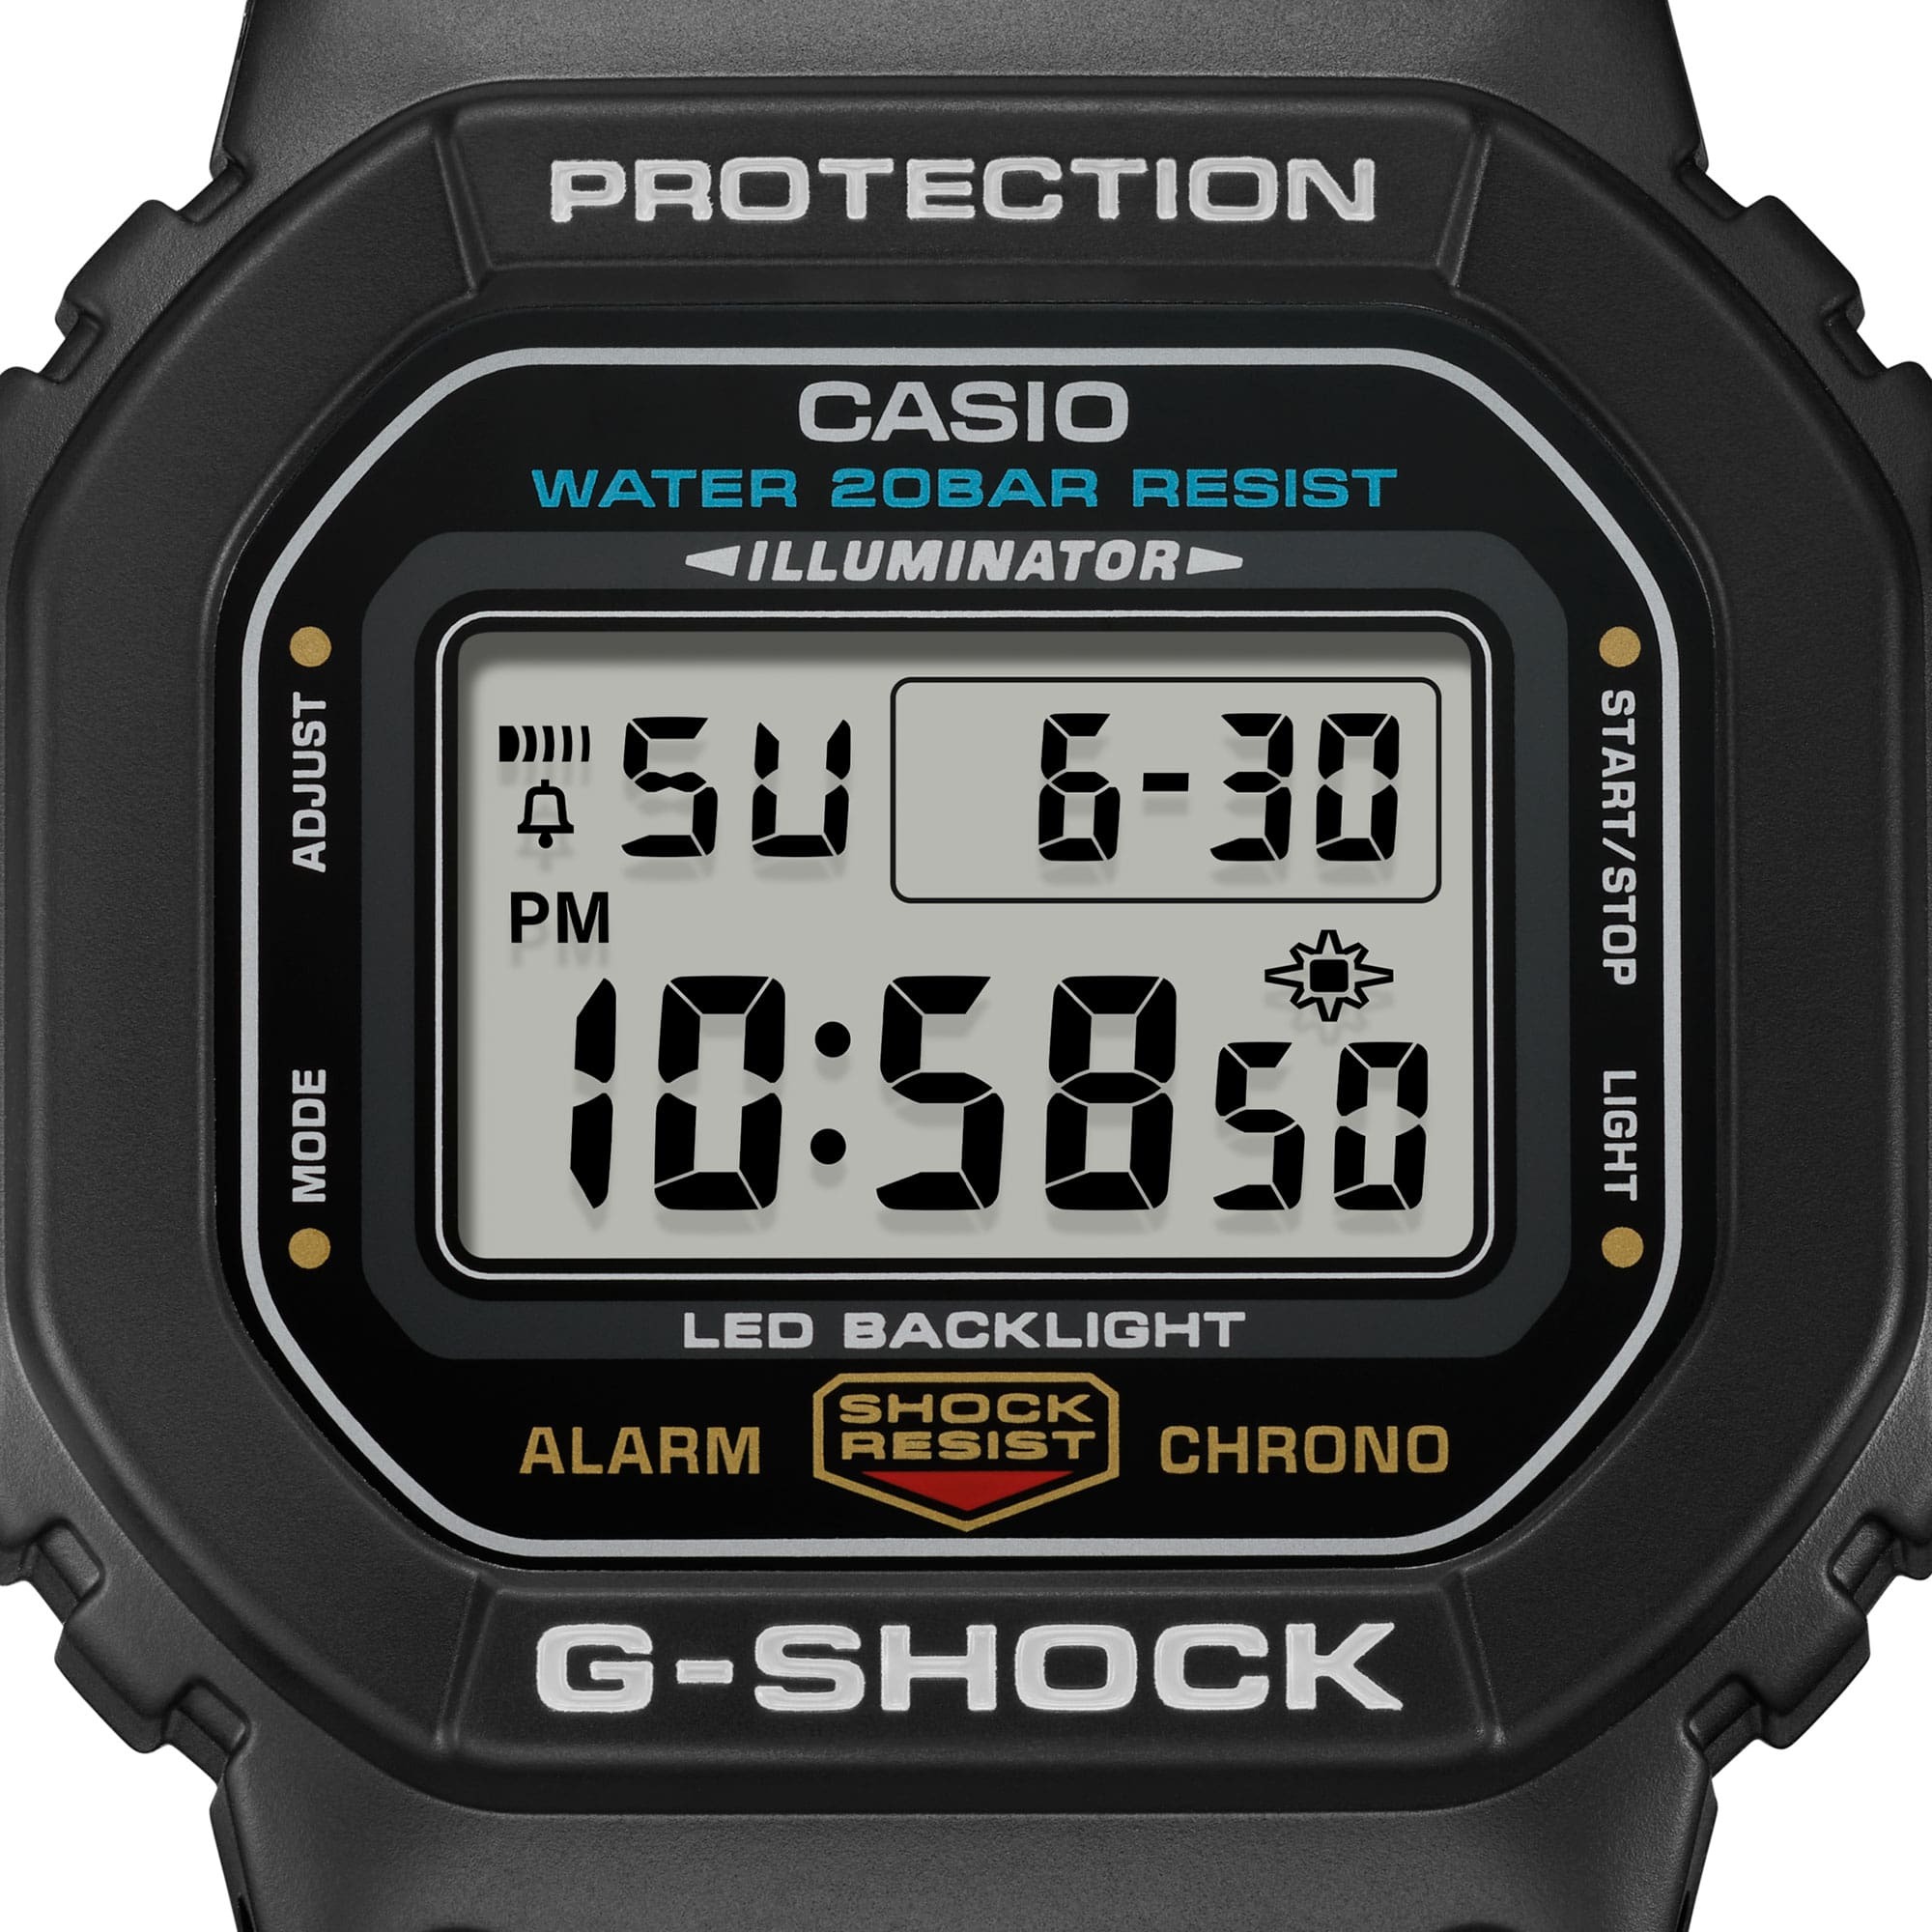 PROTECTION
CASIO
WATER 20BAR RESIST
ILLUMINATOR
ADJUST
START/STOP
SU 6-30
PM
10:58 50
MODE
LIGHT
LED BACKLIGHT
ALARM
SHOCK
RESIST
CHRONO
G-SHOCK